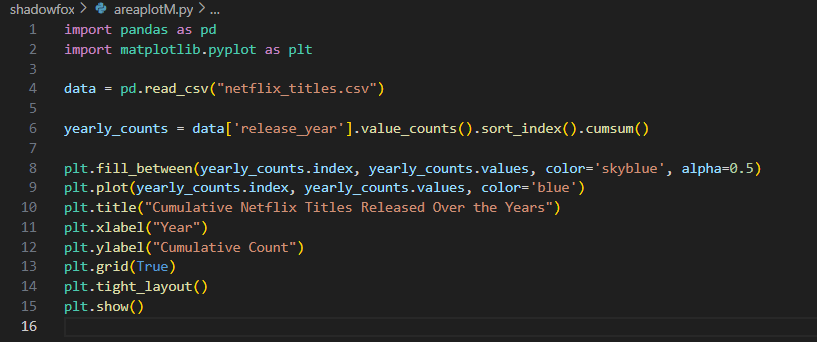 shadowfox > areaplotM.py > ...
1 import pandas as pd
2 import matplotlib.pyplot as plt
3
4 data = pd.read_csv("netflix_titles.csv")
5
6 yearly_counts = data['release_year'].value_counts().sort_index().cumsum()
7
8 plt.fill_between(yearly_counts.index, yearly_counts.values, color='skyblue', alpha=0.5)
9 plt.plot(yearly_counts.index, yearly_counts.values, color='blue')
10 plt.title("Cumulative Netflix Titles Released Over the Years")
11 plt.xlabel("Year")
12 plt.ylabel("Cumulative Count")
13 plt.grid(True)
14 plt.tight_layout()
15 plt.show()
16